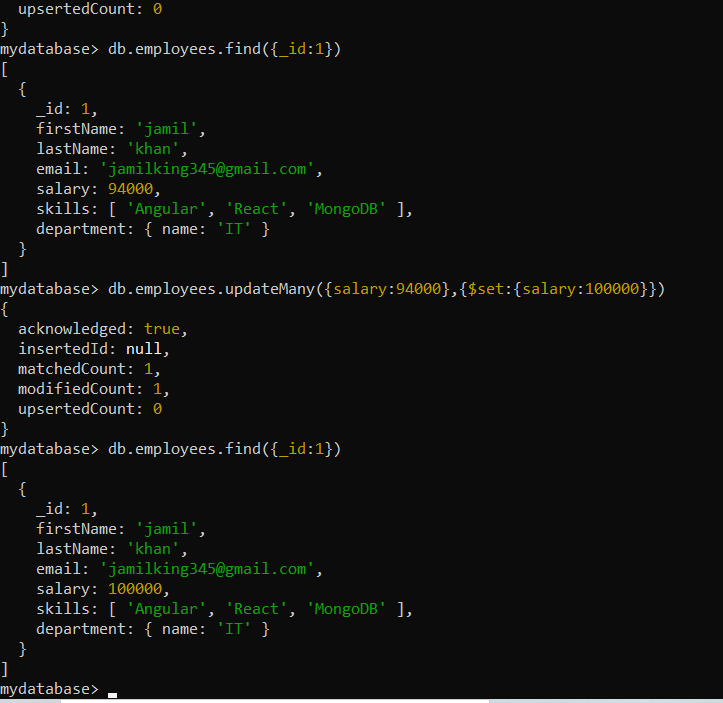 upsertedCount: 0
}
mydatabase> db.employees.find({_id:1})
[
  {
    _id: 1,
    firstName: 'jamil',
    lastName: 'khan',
    email: 'jamilking345@gmail.com',
    salary: 94000,
    skills: [ 'Angular', 'React', 'MongoDB' ],
    department: { name: 'IT' }
  }
]
mydatabase> db.employees.updateMany({salary:94000},{$set:{salary:100000}})
{
  acknowledged: true,
  insertedId: null,
  matchedCount: 1,
  modifiedCount: 1,
  upsertedCount: 0
}
mydatabase> db.employees.find({_id:1})
[
  {
    _id: 1,
    firstName: 'jamil',
    lastName: 'khan',
    email: 'jamilking345@gmail.com',
    salary: 100000,
    skills: [ 'Angular', 'React', 'MongoDB' ],
    department: { name: 'IT' }
  }
]
mydatabase>